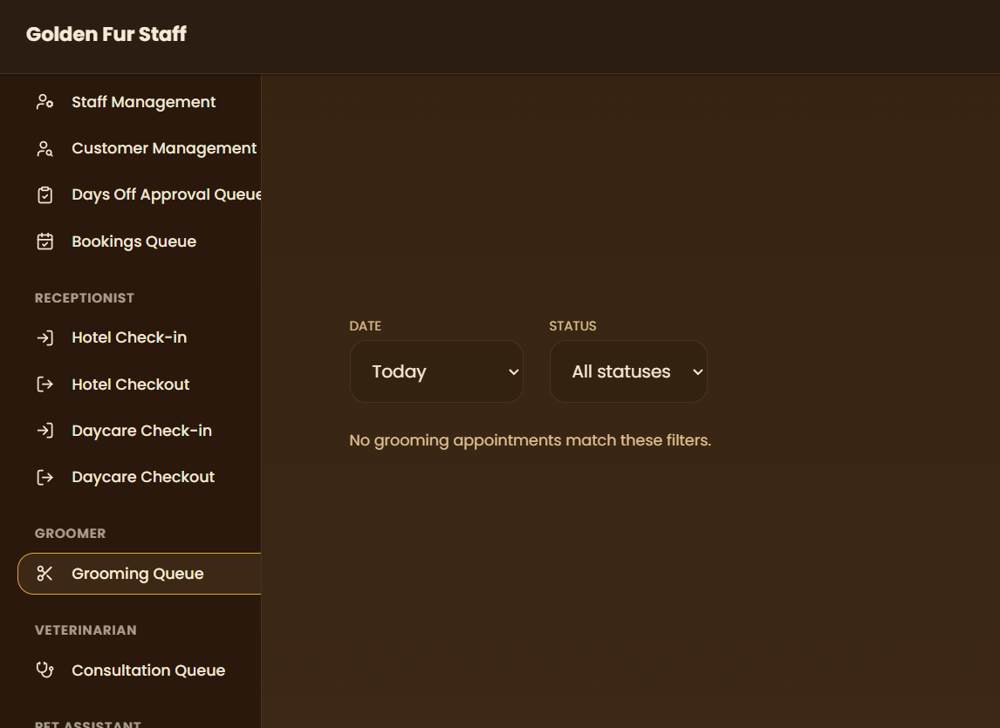 Golden Fur Staff
Staff Management
Customer Management
Days Off Approval Queue
Bookings Queue
RECEPTIONIST
Hotel Check-in
Hotel Checkout
Daycare Check-in
Daycare Checkout
GROOMER
Grooming Queue
VETERINARIAN
Consultation Queue
PET ASSISTANT
DATE
STATUS
Today
All statuses
No grooming appointments match these filters.